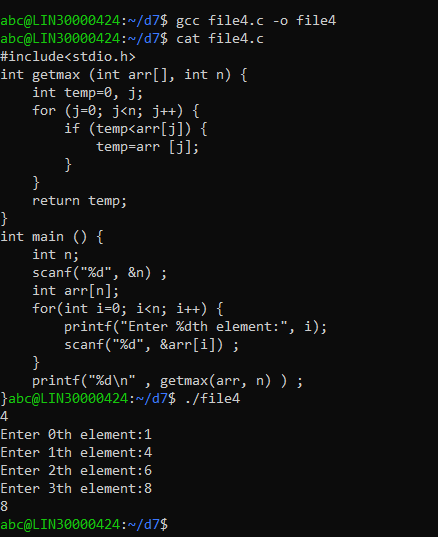 abc@LIN30000424:~/d7$ gcc file4.c -o file4
abc@LIN30000424:~/d7$ cat file4.c
#include<stdio.h>
int getmax (int arr[], int n) {
    int temp=0, j;
    for (j=0; j<n; j++) {
        if (temp<arr[j]) {
            temp=arr [j];
        }
    }
    return temp;
}
int main () {
    int n;
    scanf("%d", &n) ;
    int arr[n];
    for(int i=0; i<n; i++) {
        printf("Enter %dth element:", i);
        scanf("%d", &arr[i]) ;
    }
    printf("%d\n" , getmax(arr, n) ) ;
}abc@LIN30000424:~/d7$ ./file4
4
Enter 0th element:1
Enter 1th element:4
Enter 2th element:6
Enter 3th element:8
8
abc@LIN30000424:~/d7$